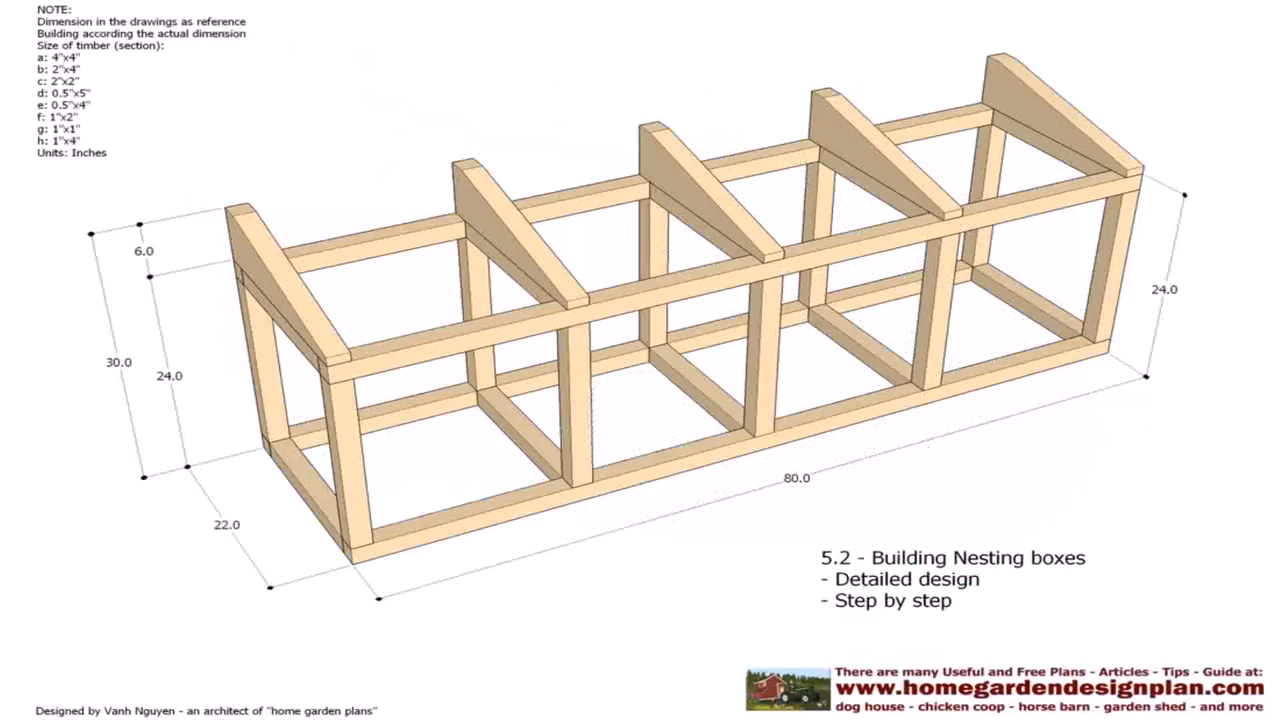 NOTE:
Dimension in the drawings as reference
Building according the actual dimension
Size of timber (section):
a: 4"x4"
b: 2"x4"
c: 2"x2"
d: 0.5"x5"
e: 0.5"x4"
f: 1"x2"
g: 1"x1"
h: 1"x4"
Units: Inches
6.0
30.0
24.0
24.0
22.0
80.0
5.2 - Building Nesting boxes
- Detailed design
- Step by step
There are many Useful and Free Plans - Articles - Tips - Guide at:
www.homegardendesignplan.com
dog house - chicken coop - horse barn - garden shed - and more
Designed by Vanh Nguyen - an architect of "home garden plans"